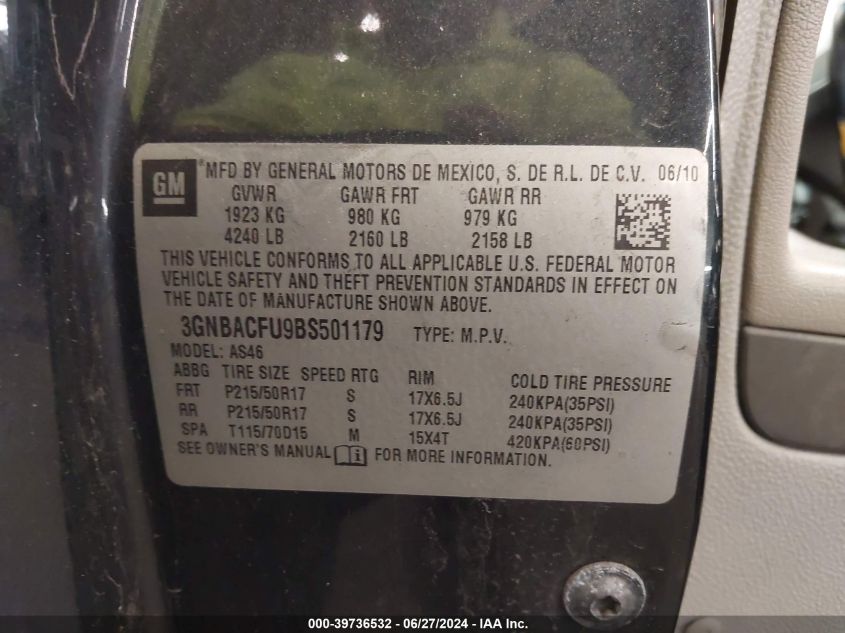 GM
*MFD BY GENERAL MOTORS DE MEXICO, S. DE R.L. DE C.V. 06/10
GVWR GAWR FRT GAWR RR
1923 KG 980 KG 979 KG
4240 LB 2160 LB 2158 LB
THIS VEHICLE CONFORMS TO ALL APPLICABLE U.S. FEDERAL MOTOR
VEHICLE SAFETY AND THEFT PREVENTION STANDARDS IN EFFECT ON
THE DATE OF MANUFACTURE SHOWN ABOVE.
3GNBACFU9BS501179 TYPE: M.P.V.
MODEL: AS46
ABBG TIRE SIZE SPEED RTG RIM COLD TIRE PRESSURE
FRT P215/50R17 S 17X6.5J 240KPA(35PSI)
RR P215/50R17 S 17X6.5J 240KPA(35PSI)
SPA T115/70D15 M 15X4T 420KPA(60PSI)
SEE OWNER'S MANUAL FOR MORE INFORMATION.
000-39736532 - 06/27/2024 - IAA Inc.